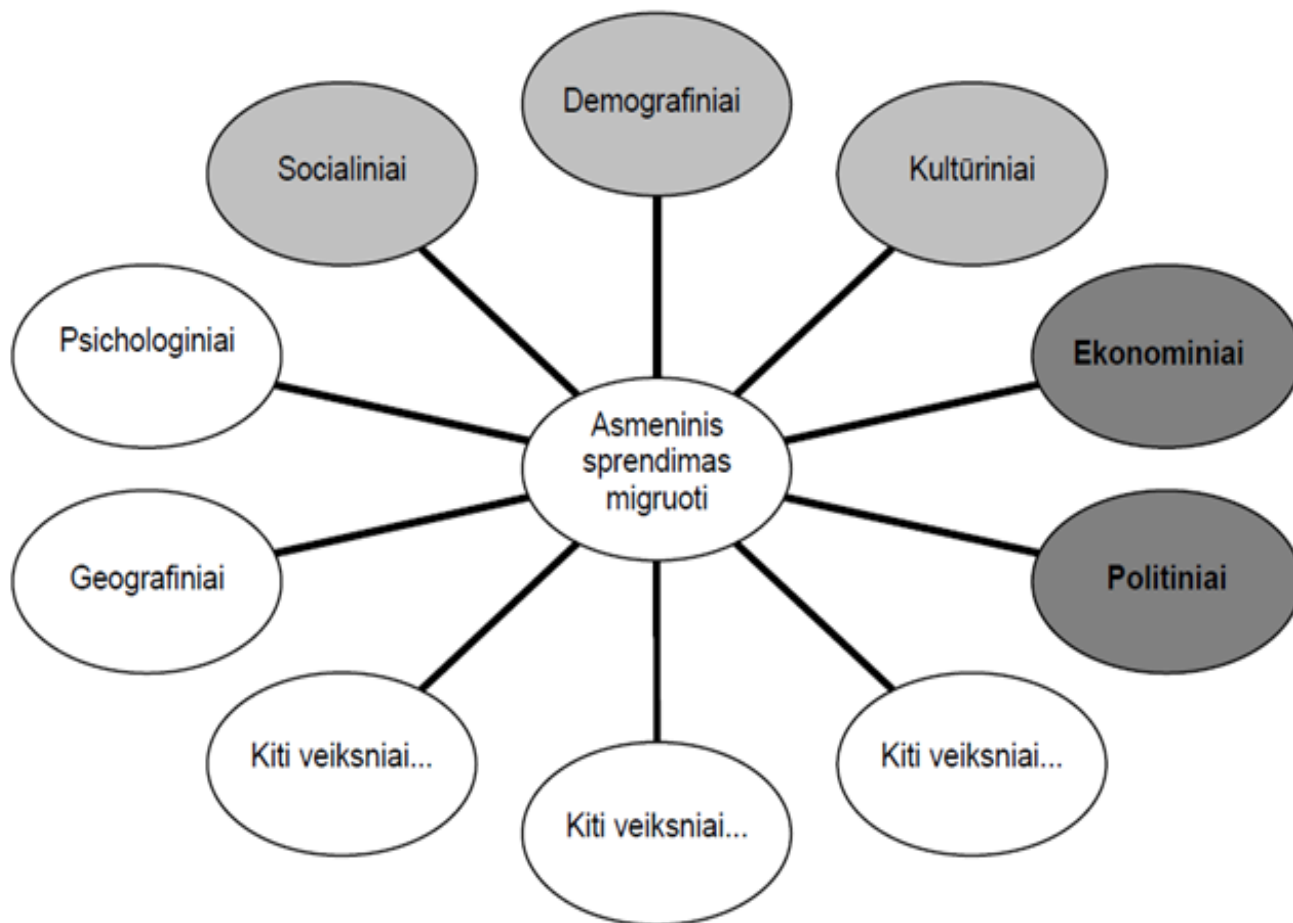 Demografiniai
Socialiniai
Kultūriniai
Psichologiniai
Ekonominiai
Asmeninis
sprendimas
migruoti
Geografiniai
Politiniai
Kiti veiksniai...
Kiti veiksniai...
Kiti veiksniai...